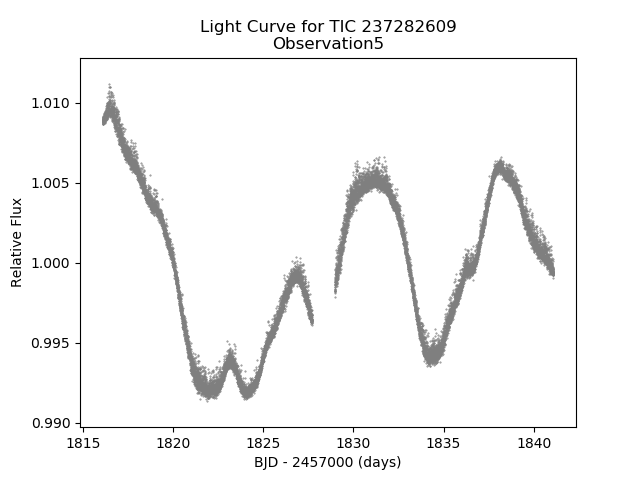 Light Curve for TIC 237282609
Observation5
1.010
1.005
1.000
0.995
0.990
Relative Flux
1815 1820 1825 1830 1835 1840
BJD - 2457000 (days)